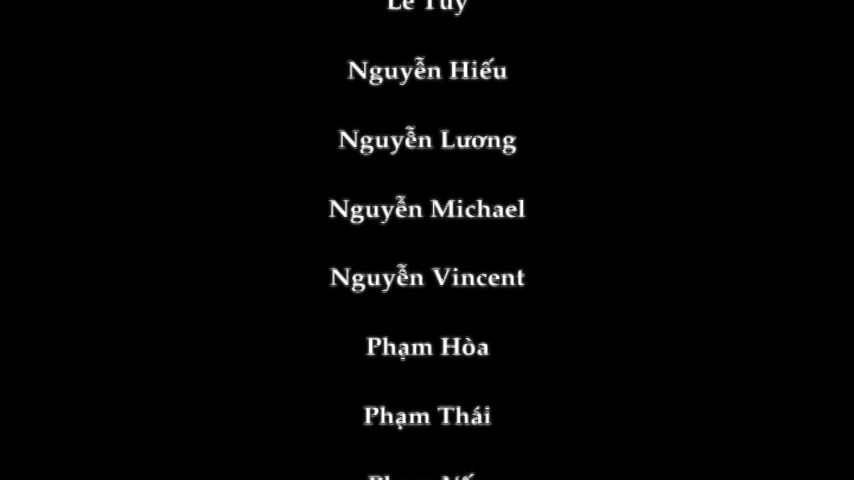 Nguyễn Hiếu
Nguyễn Lương
Nguyễn Michael
Nguyễn Vincent
Phạm Hòa
Phạm Thái